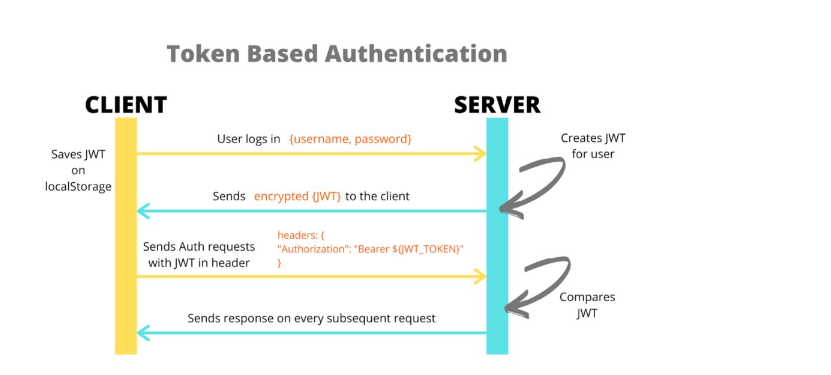 Token Based Authentication
CLIENT
SERVER
User logs in {username, password}
Creates JWT
for user
Saves JWT
on
localStorage
Sends encrypted {JWT} to the client
headers: {
"Authorization": "Bearer ${JWT_TOKEN}"
}
Sends Auth requests
with JWT in header
Compares
JWT
Sends response on every subsequent request